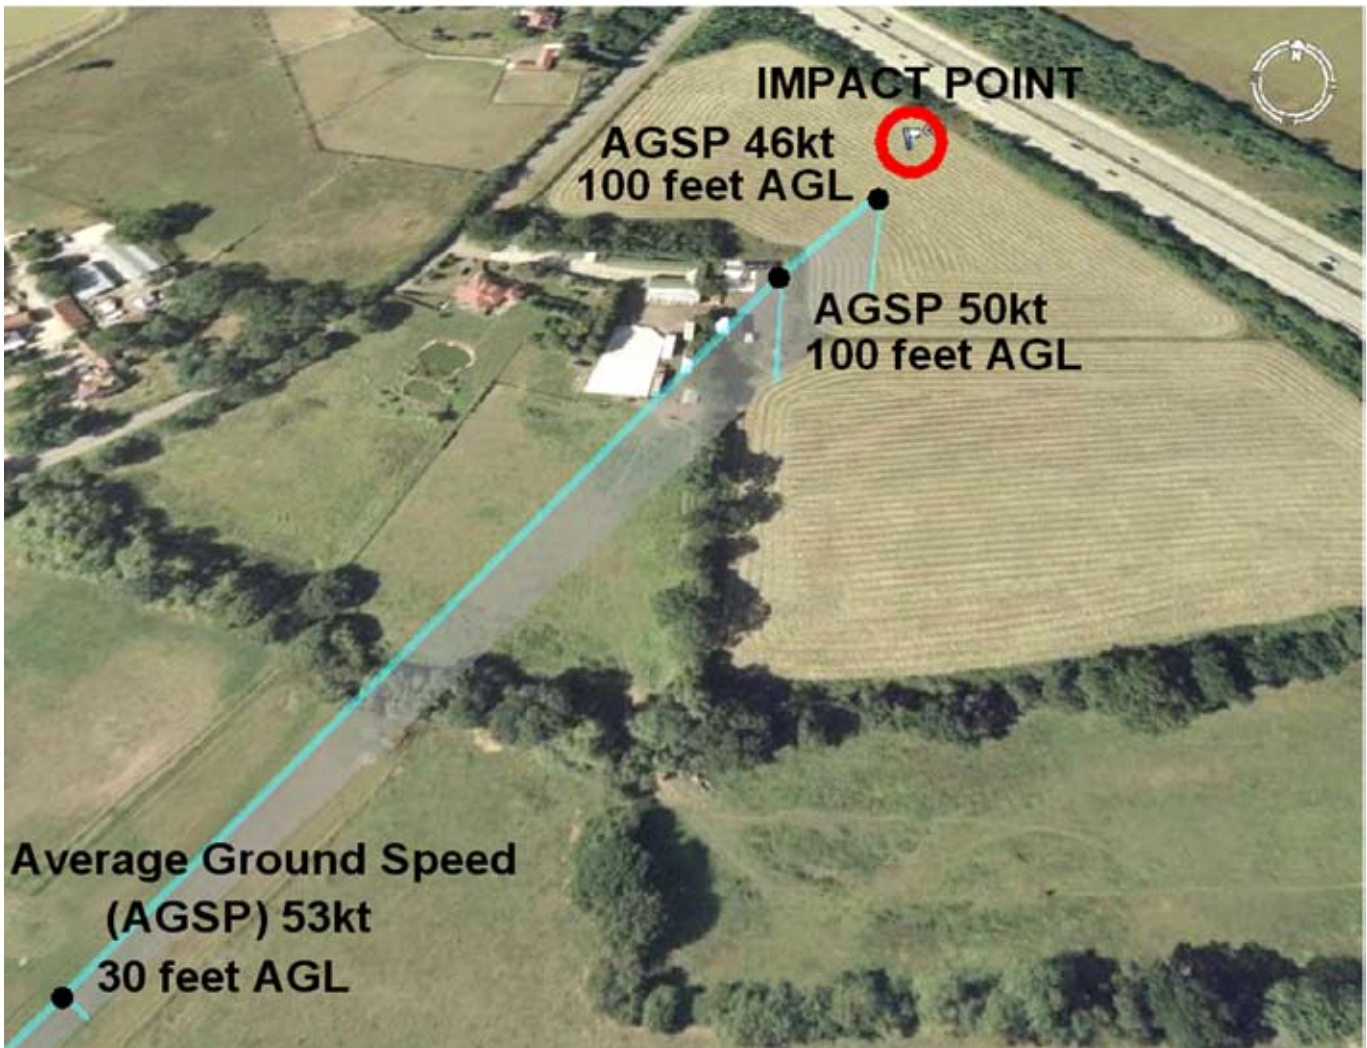 N
IMPACT POINT
AGSP 46kt
100 feet AGL
AGSP 50kt
100 feet AGL
Average Ground Speed
(AGSP) 53kt
30 feet AGL